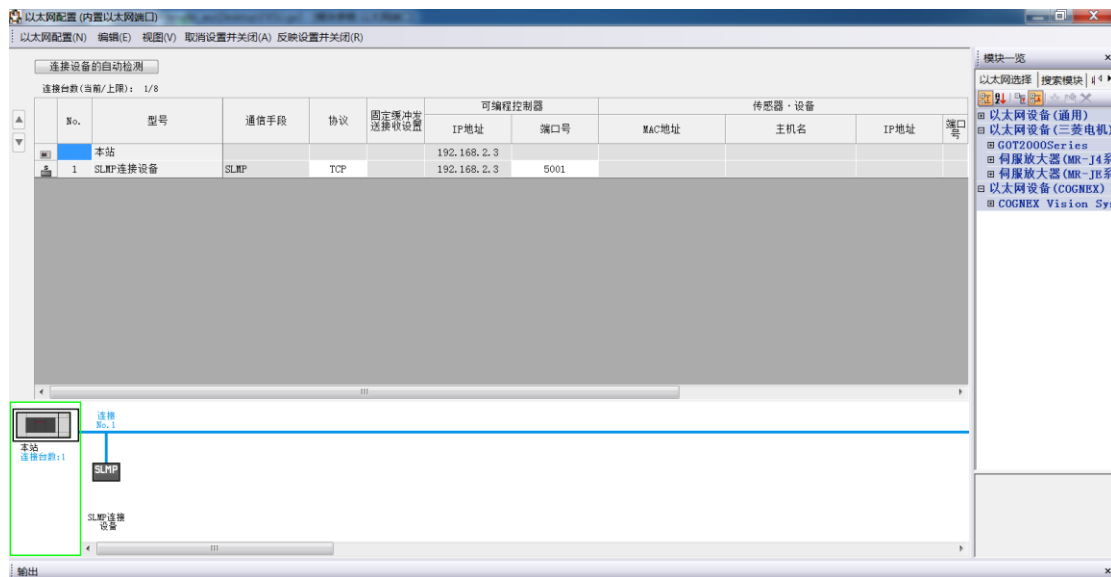 以太网配置 (内置以太网端口)
以太网配置(N) 编辑(E) 视图(V) 取消设置并关闭(A) 反映设置并关闭(R)
连接设备的自动检测
连接台数(当前/上限): 1/8
可编程控制器 传感器・设备
No. 型号 通信手段 协议 固定缓冲发送接收设置 IP地址 端口号 MAC地址 主机名 IP地址 端口号
本站 192.168.2.3
1 SLMP连接设备 SLMP TCP 192.168.2.3 5001
连接
No.1
本站
连接台数:1
SLMP
SLMP连接
设备
输出
模块一览
以太网选择 搜索模块
以太网设备(通用)
以太网设备(三菱电机)
GOT2000Series
伺服放大器(MR-J4系
伺服放大器(MR-JE系
以太网设备(COGNEX)
COGNEX Vision Sy